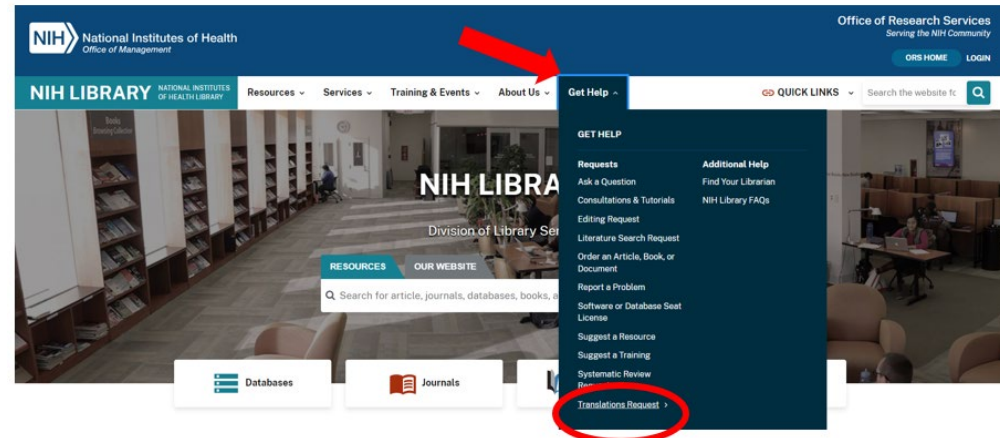 Office of Research Services
Serving the NIH Community
NIH
National Institutes of Health
Office of Management
ORS HOME
LOGIN
NIH LIBRARY
NATIONAL INSTITUTES
OF HEALTH LIBRARY
Resources
Services
Training & Events
About Us
Get Help
QUICK LINKS
Search the website fo
Books
Browsing Collection
GET HELP
Requests
Ask a Question
Consultations & Tutorials
Editing Request
Literature Search Request
Order an Article, Book, or
Document
Report a Problem
Software or Database Seat
License
Suggest a Resource
Suggest a Training
Systematic Review
Translations Request
Additional Help
Find Your Librarian
NIH Library FAQs
NIH LIBRA
Division of Library Ser
RESOURCES
OUR WEBSITE
Search for article, journals, databases, books, a
Databases
Journals